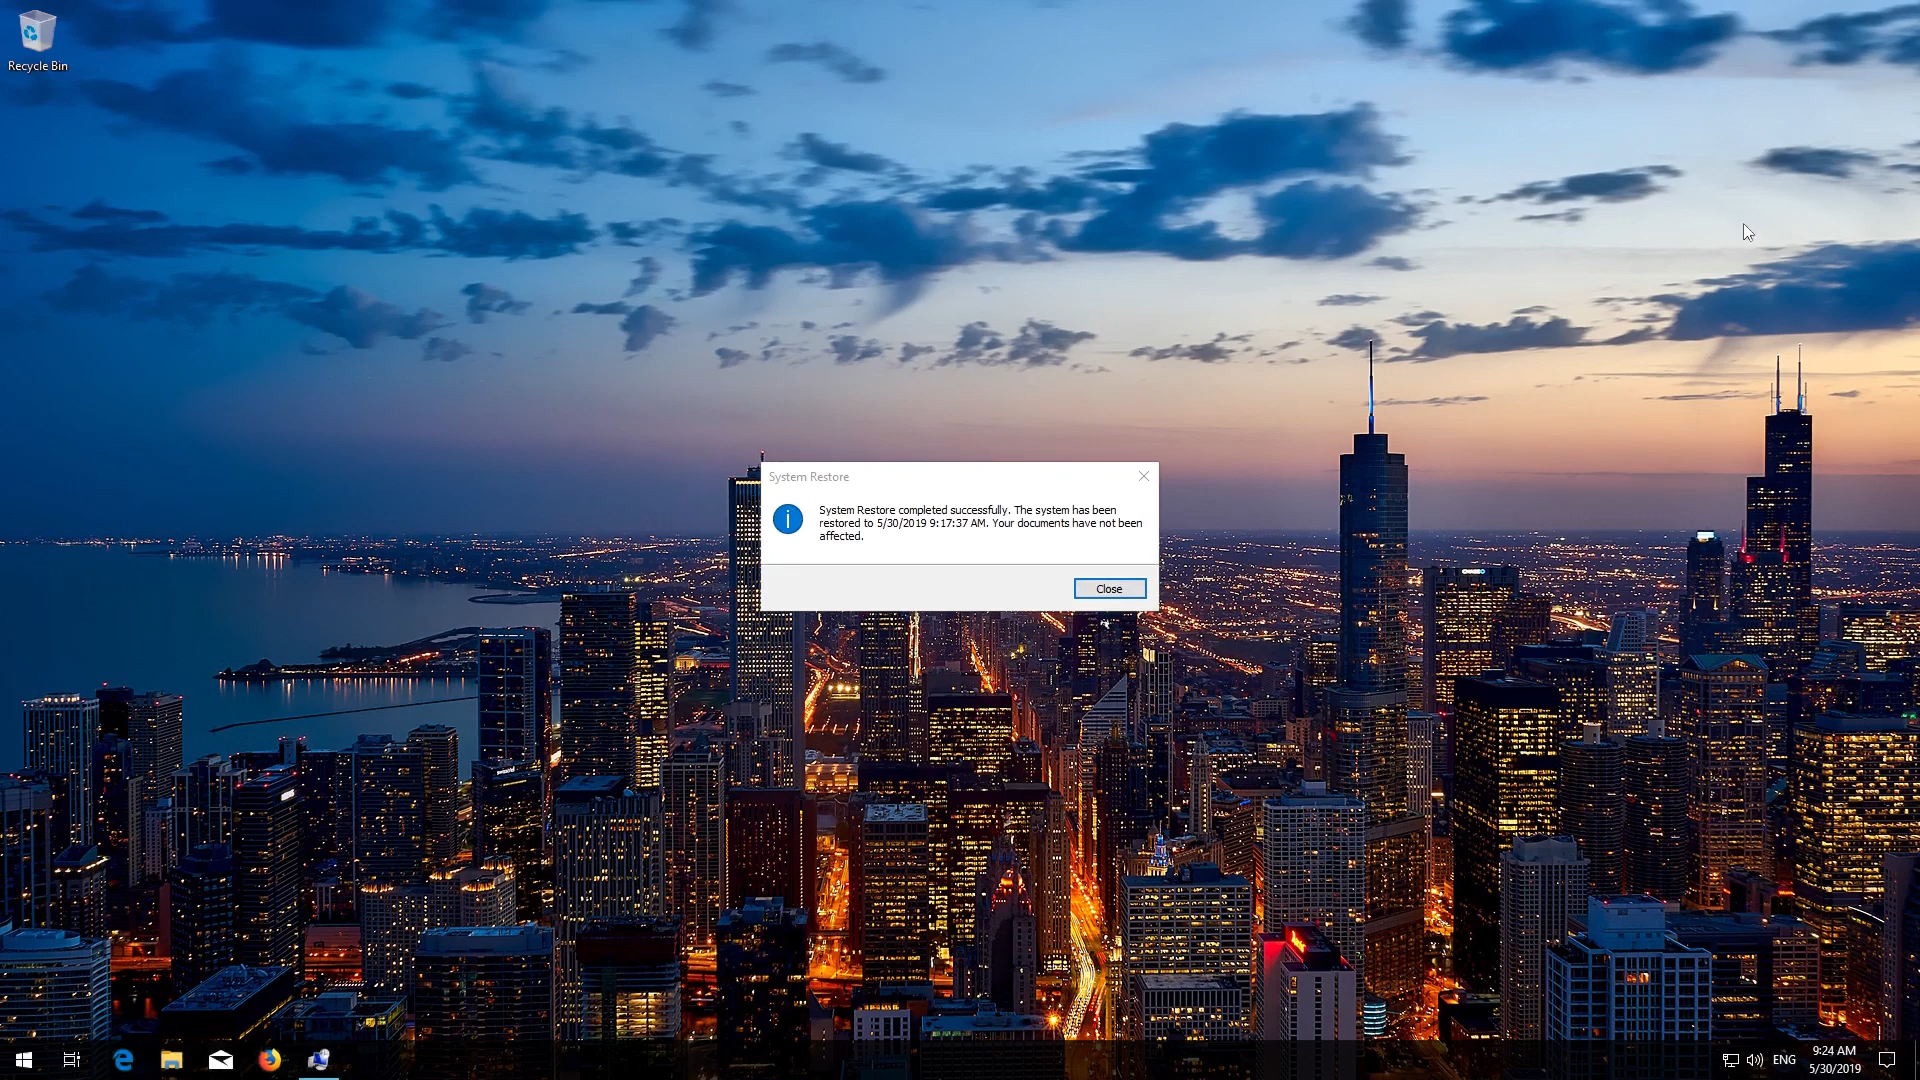 Recycle Bin
System Restore
System Restore completed successfully. The system has been
restored to 5/30/2019 9:17:37 AM. Your documents have not been
affected.
Close
ENG
9:24 AM
5/30/2019